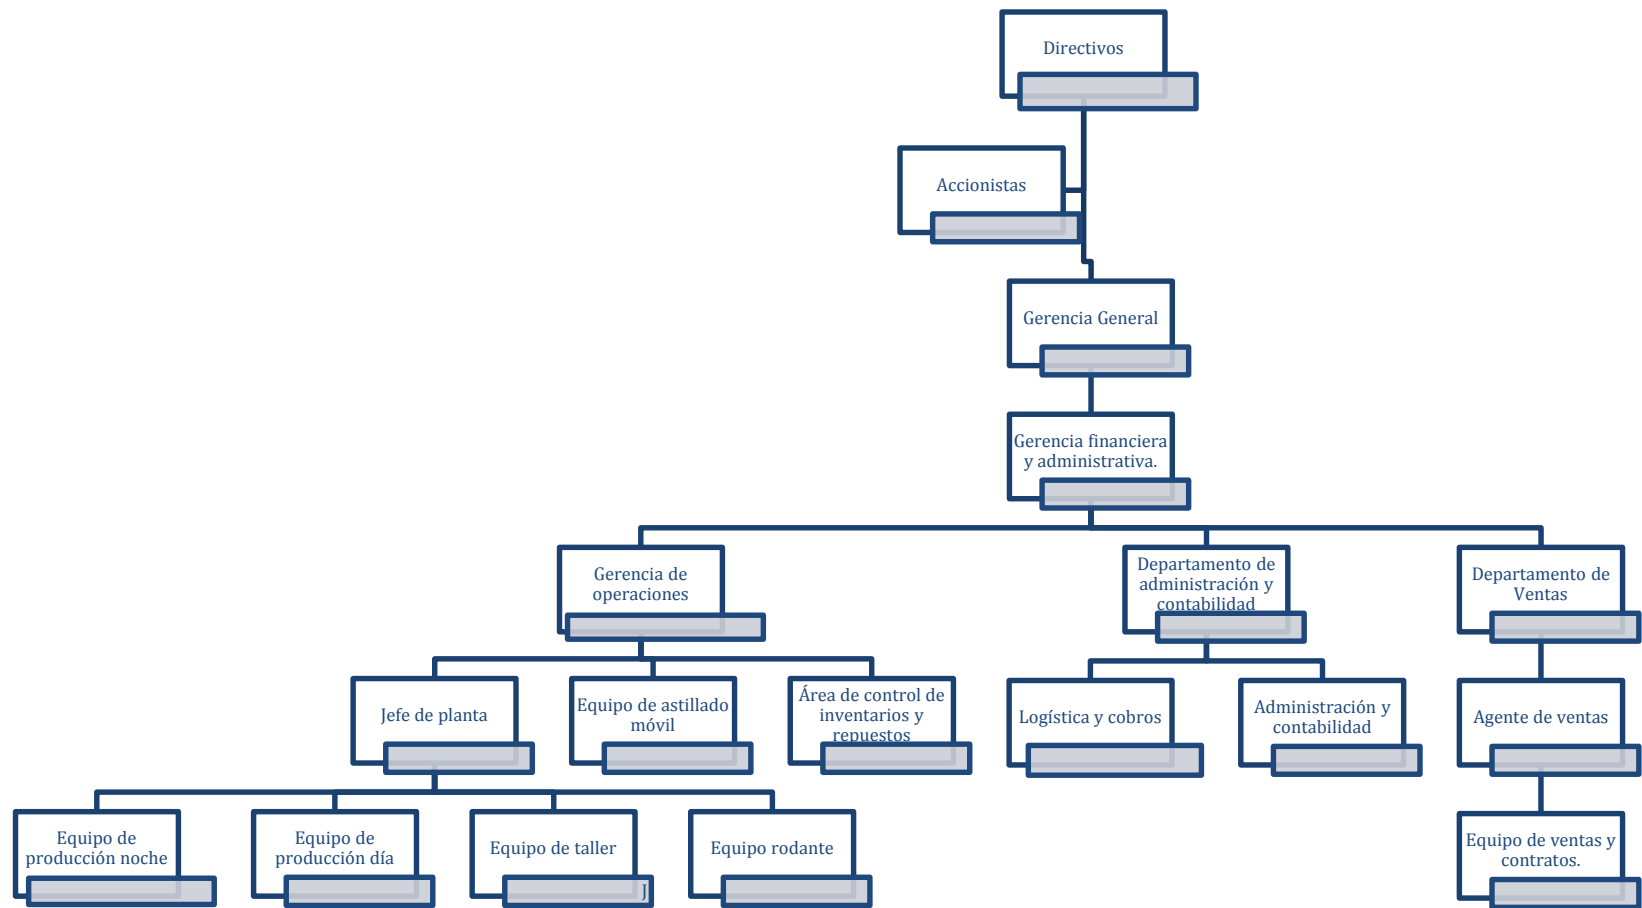 Directivos
Accionistas
Gerencia General
Gerencia financiera
y administrativa.
Gerencia de
operaciones
Departamento de
administración y
contabilidad
Departamento de
Ventas
Jefe de planta
Equipo de astillado
móvil
Área de control de
inventarios y
repuestos
Logística y cobros
Administración y
contabilidad
Agente de ventas
Equipo de
producción noche
Equipo de
producción día
Equipo de taller
J
Equipo rodante
Equipo de ventas y
contratos.